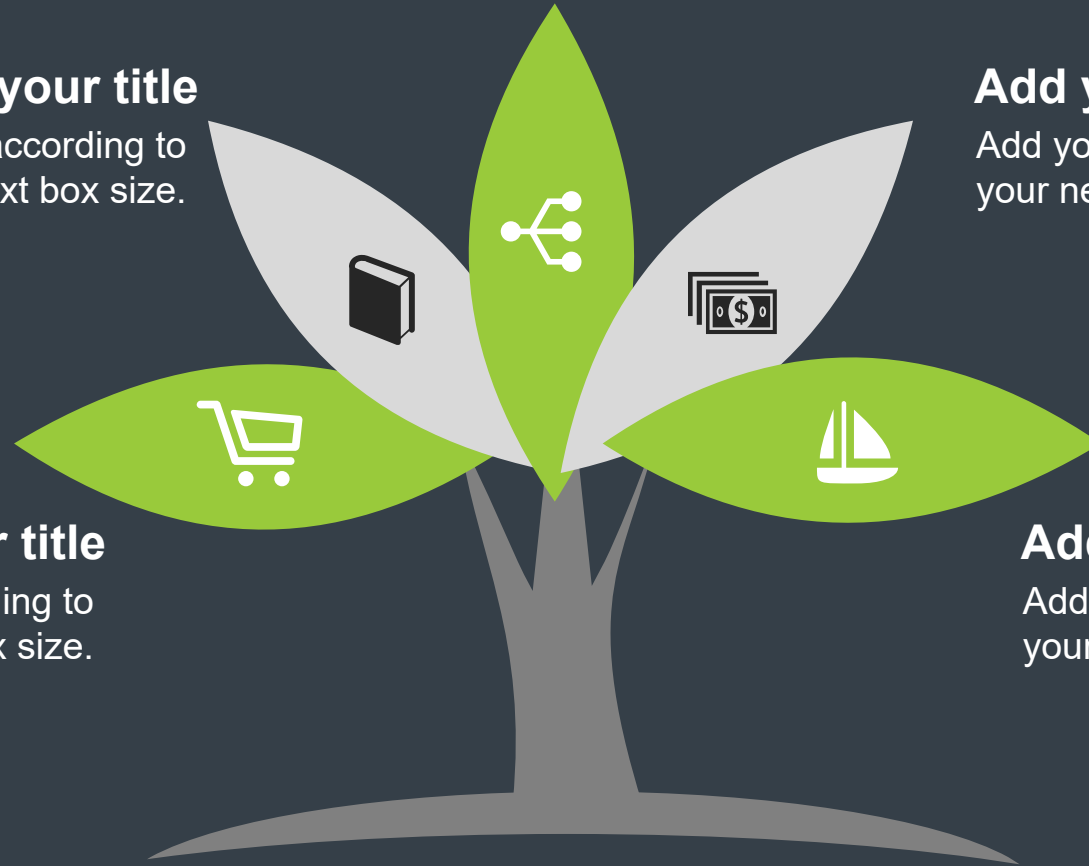 your title
according to
xt box size.
Add y
Add yo
your ne
$
r title
ing to
x size.
Add
Add
your